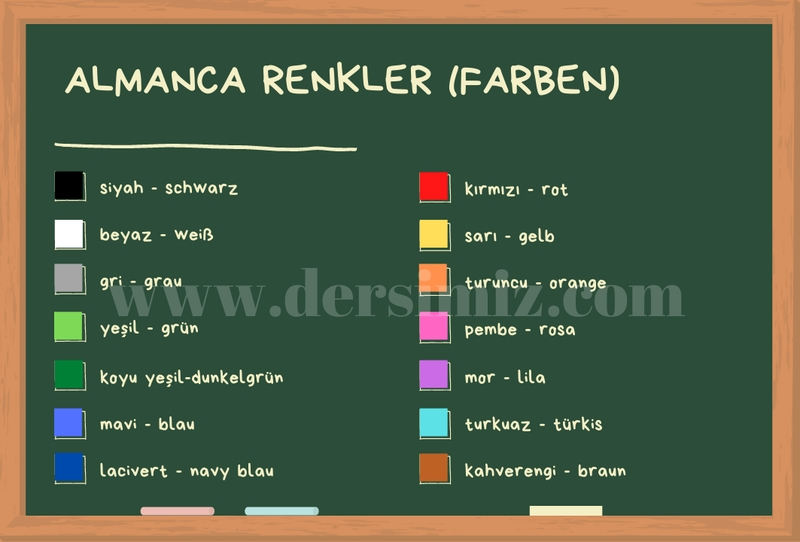 ALMANCA RENKLER (FARBEN)
siyah - schwarz
beyaz - weiß
gri - grau
yeşil - grün
koyu yeşil-dunkelgrün
mavi - blau
lacivert - navy blau
kırmızı - rot
sarı - gelb
turuncu - orange
pembe - rosa
mor - lila
turkuaz - türkis
kahverengi - braun
www.dersimiz.com